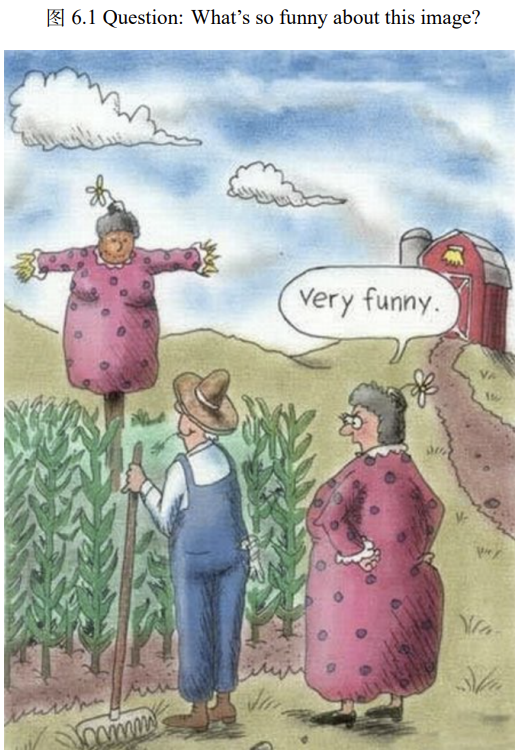 图 6.1 Question: What’s so funny about this image?
very funny.